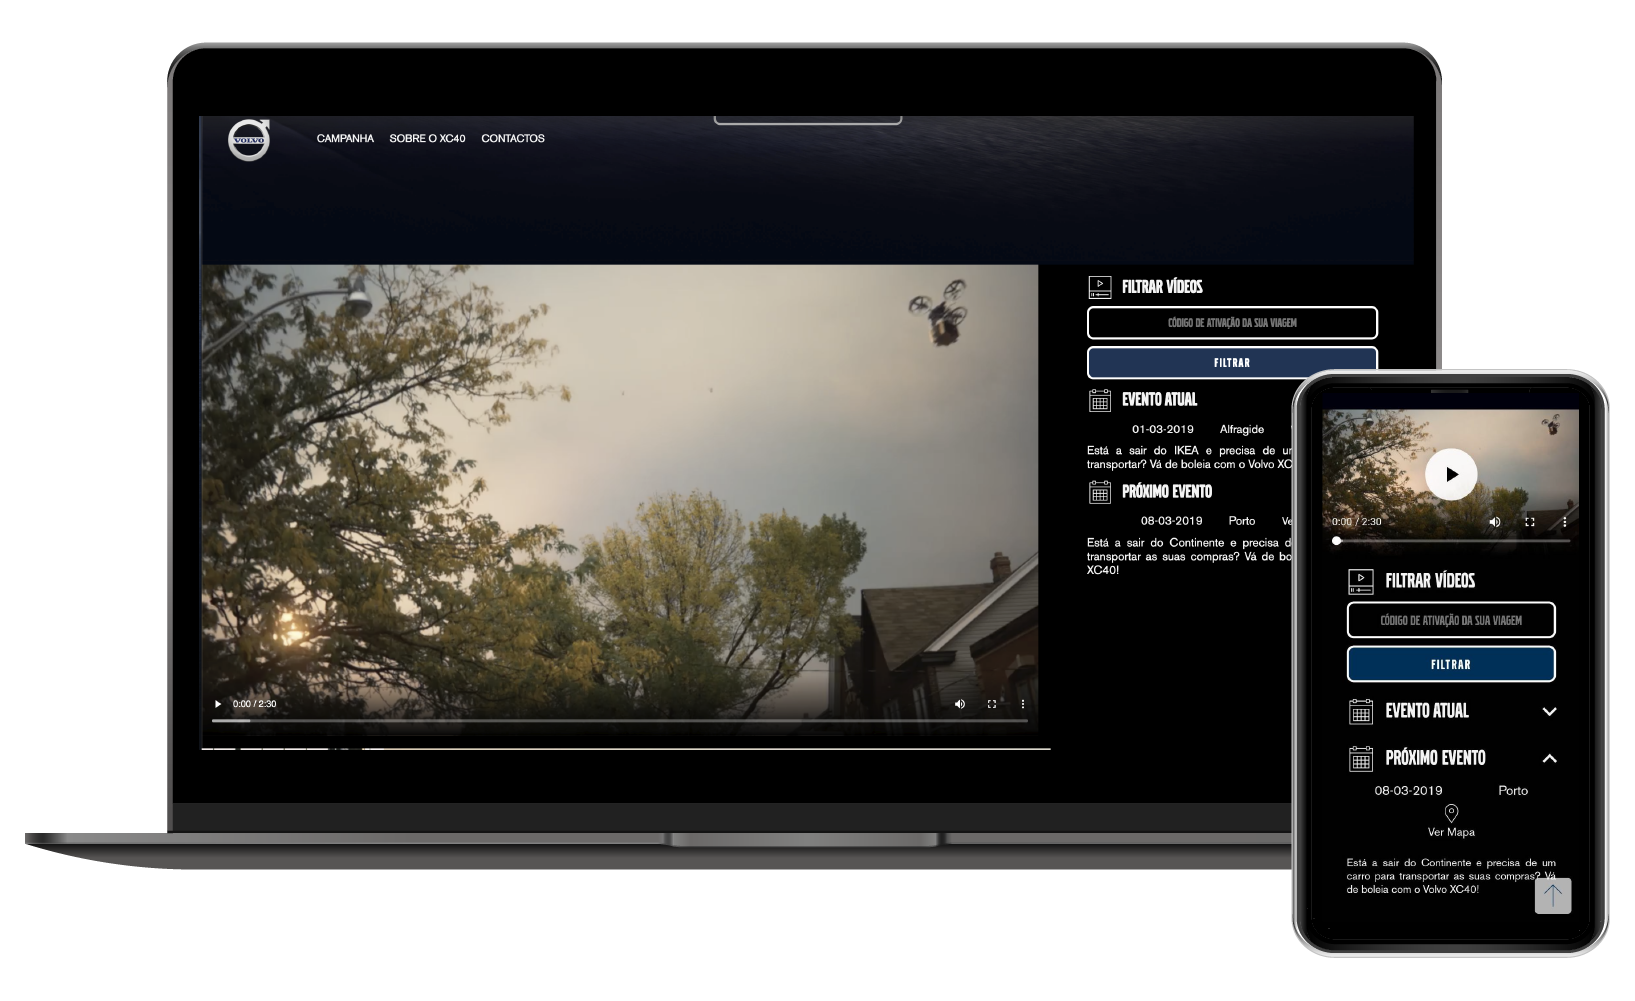 VOLVO
CAMPANHA SOBRE O XC40 CONTACTOS
FILTRAR VÍDEOS
CÓDIGO DE ATIVAÇÃO DA SUA VIAGEM
FILTRAR
EVENTO ATUAL
01-03-2019 Alfragide
Está a sair do IKEA e precisa de
transportar? Vá de boleia com o Volvo XC
PRÓXIMO EVENTO
08-03-2019 Porto Ve
Está a sair do Continente e precisa d
transportar as suas compras? Vá de bo
XC40!
0:00 / 2:30
0:00 / 2:30
FILTRAR VÍDEOS
CÓDIGO DE ATIVAÇÃO DA SUA VIAGEM
FILTRAR
EVENTO ATUAL
PRÓXIMO EVENTO
08-03-2019 Porto
Ver Mapa
Está a sair do Continente e precisa de um
carro para transportar as suas compras? Vá
de boleia com o Volvo XC40!